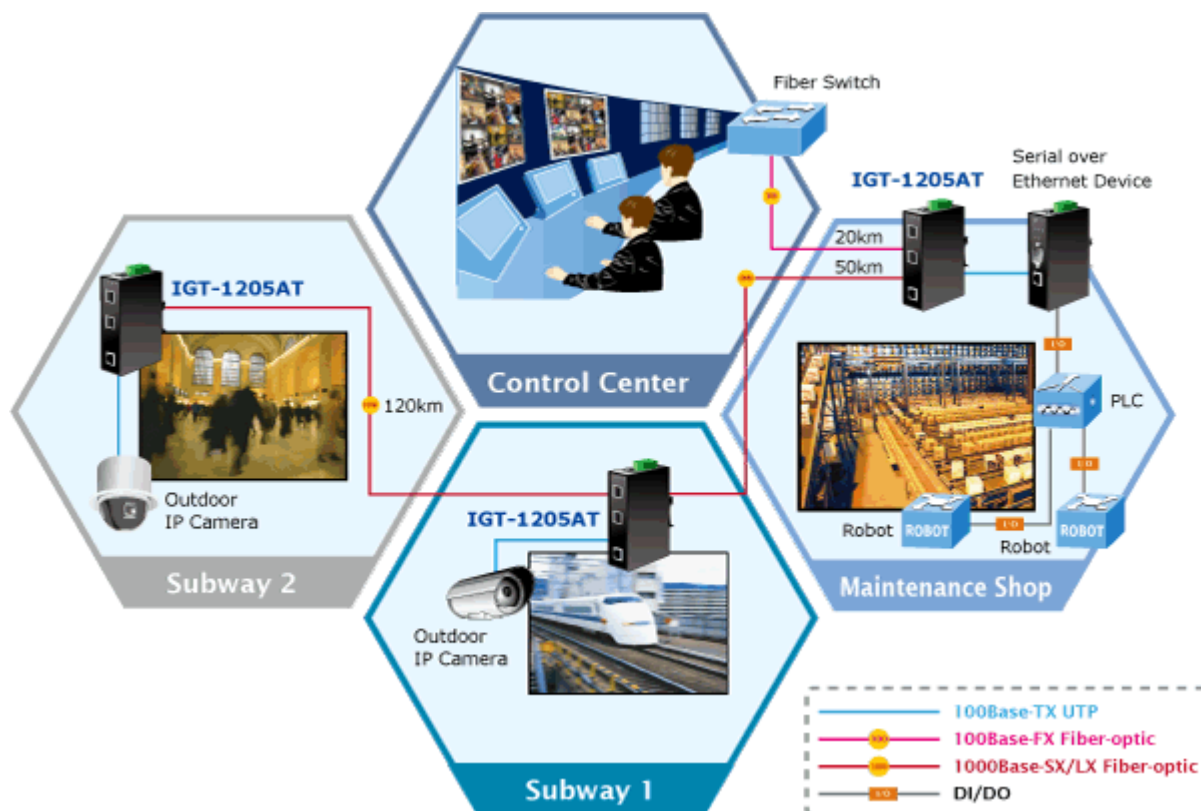 Fiber Switch
Serial over
Ethernet Device
IGT-1205AT
20km
50km
Control Center
IGT-1205AT
120km
Outdoor
IP Camera
Subway 2
I/O
PLC
I/O
I/O
Robot
ROBOT
Robot
ROBOT
Maintenance Shop
IGT-1205AT
Outdoor
IP Camera
Subway 1
100Base-TX UTP
100 100Base-FX Fiber-optic
1000 1000Base-SX/LX Fiber-optic
I/O DI/DO